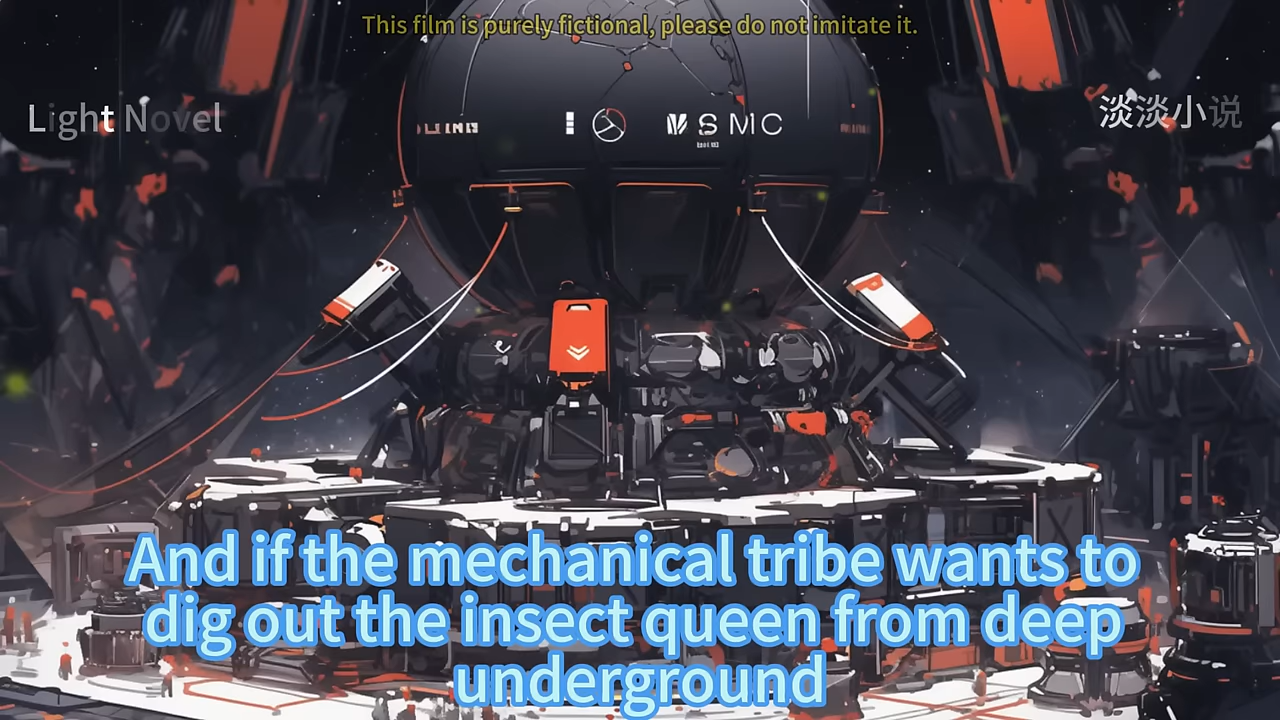 This film is purely fictional, please do not imitate it.
Light Novel
淡淡小说
SMC
And if the mechanical tribe wants to
dig out the insect queen from deep
underground